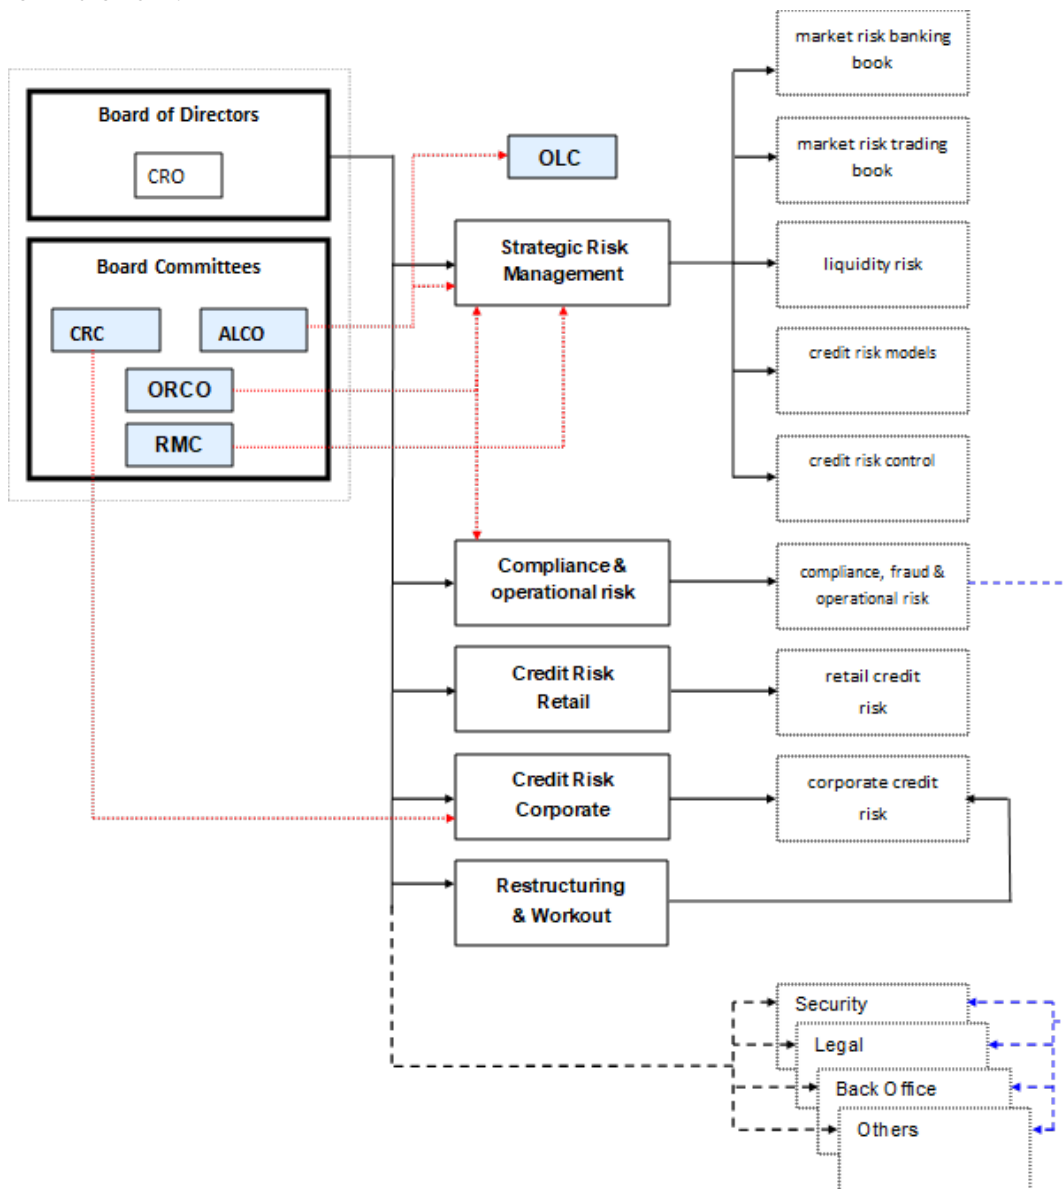 Board of Directors
CRO
Board Committees
CRC
ALCO
ORCO
RMC
OLC
Strategic Risk
Management
Compliance &
operational risk
Credit Risk
Retail
Credit Risk
Corporate
Restructuring
& Workout
market risk banking
book
market risk trading
book
liquidity risk
credit risk models
credit risk control
compliance, fraud &
operational risk
retail credit
risk
corporate credit
risk
Security
Legal
Back Office
Others